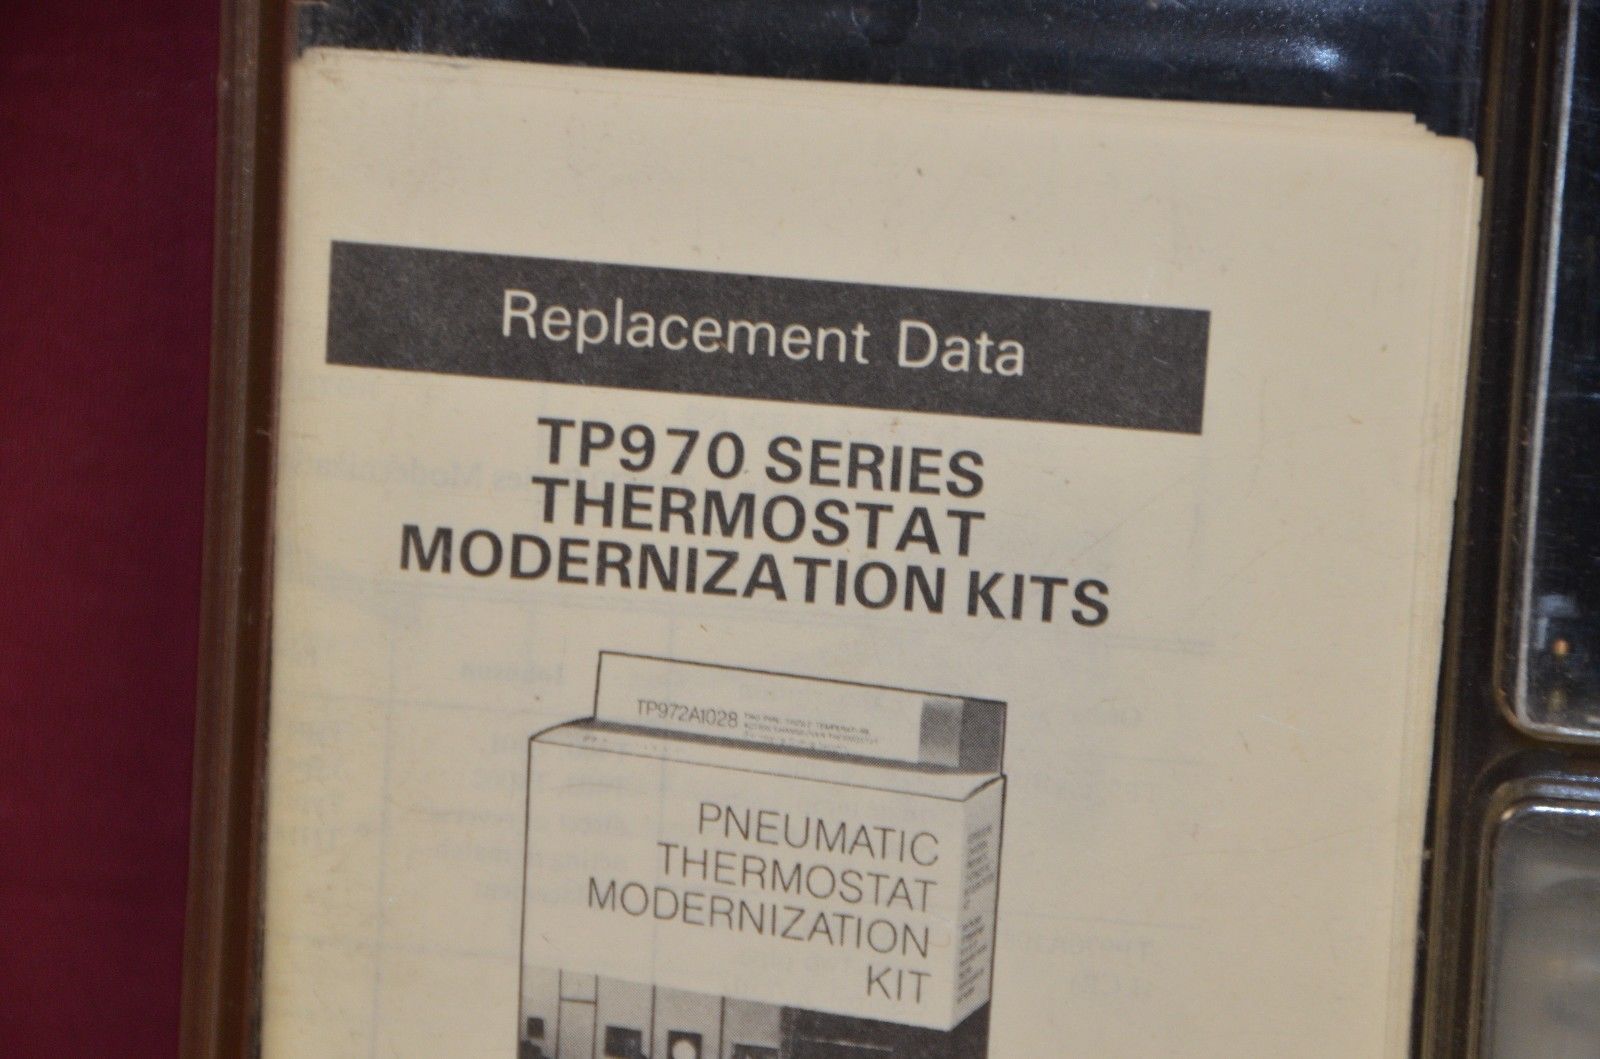 Replacement Data
TP970 SERIES
THERMOSTAT
MODERNIZATION KITS
TP972A1028
PNEUMATIC
THERMOSTAT
MODERNIZATION
KIT